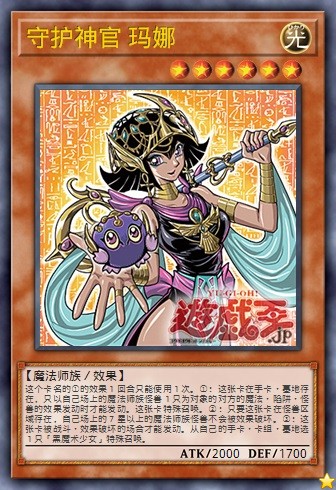 守护神官 玛娜
光
YU-GI-OH!
遊戯王
.JP
【魔法师族／效果】
这个卡名的①的效果1回合只能使用1次。①：这张卡在手卡·墓地存
在，只以自己场上的魔法师族怪兽1只为对象的对方的魔法·陷阱·怪
兽的效果发动时才能发动。这张卡特殊召唤。②：只要这张卡在怪兽区
域存在，自己场上的7星以上的魔法师族怪兽不会被效果破坏。③：这
张卡被战斗·效果破坏的场合才能发动。从自己的手卡·卡组·墓地选
1只「黑魔术少女」特殊召唤。
ATK/2000 DEF/1700